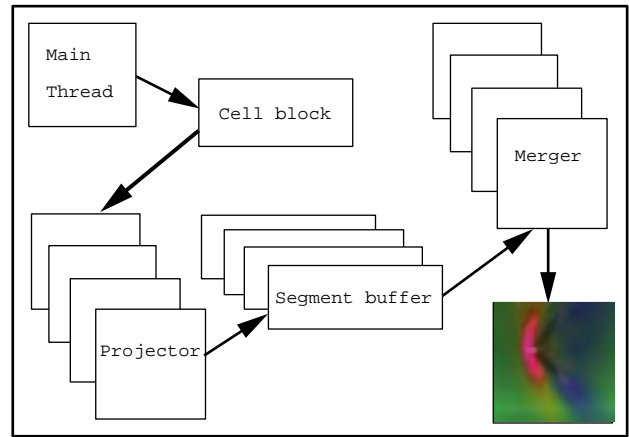 Main
Thread
Cell block
Merger
Segment buffer
Projector